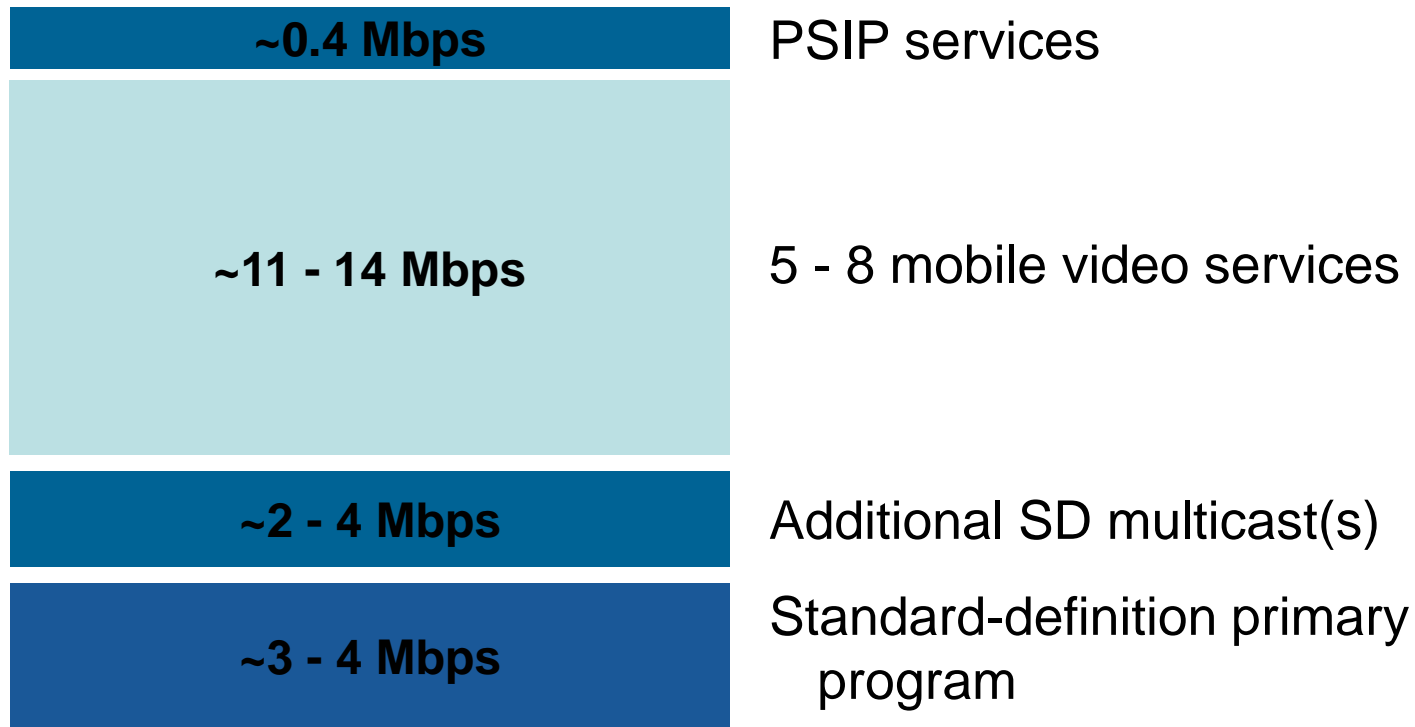 ~0.4 Mbps
PSIP services
~11 - 14 Mbps
5 - 8 mobile video services
~2 - 4 Mbps
Additional SD multicast(s)
~3 - 4 Mbps
Standard-definition primary
program